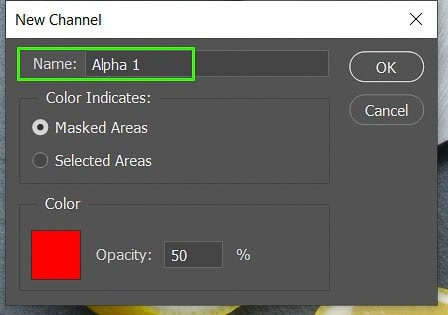 New Channel
Name: Alpha 1
OK
Color Indicates:
Cancel
Masked Areas
Selected Areas
Color
Opacity: 50 %